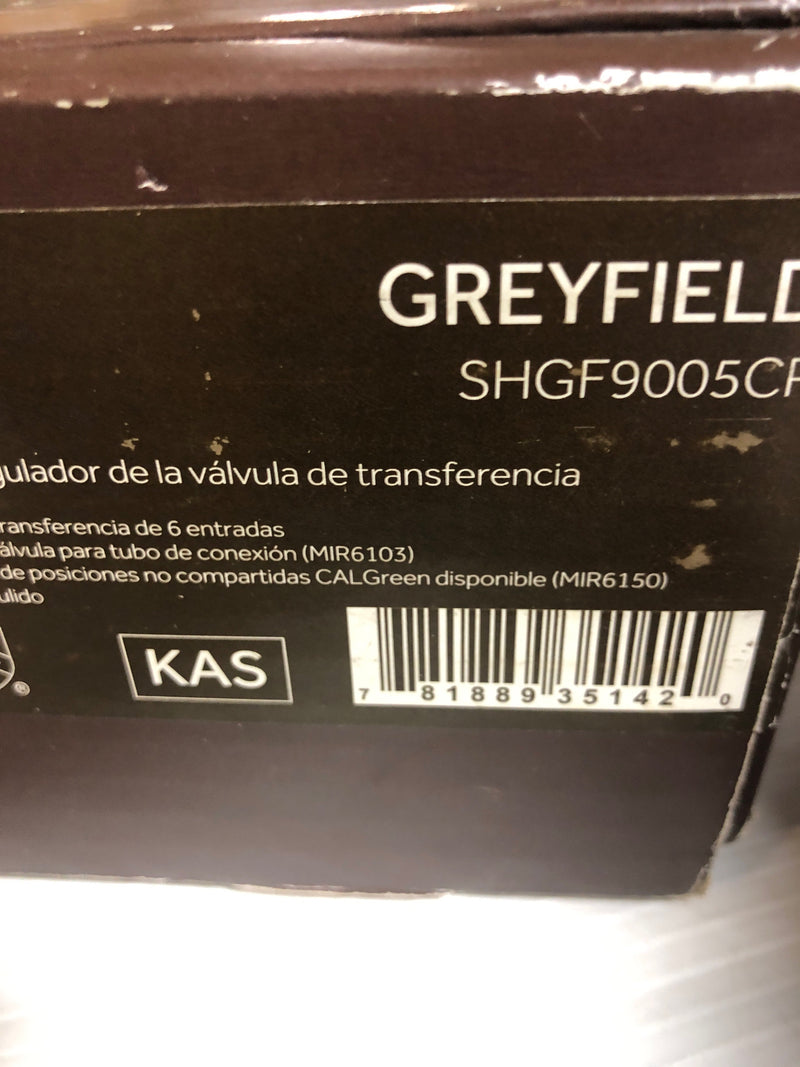 GREYFIELD
SHGF9005CP
gulador de la válvula de transferencia
ransferencia de 6 entradas
álvula para tubo de conexión (MIR6103)
de posiciones no compartidas CALGreen disponible (MIR6150)
ulido
®
KAS
7 81889 35142 0